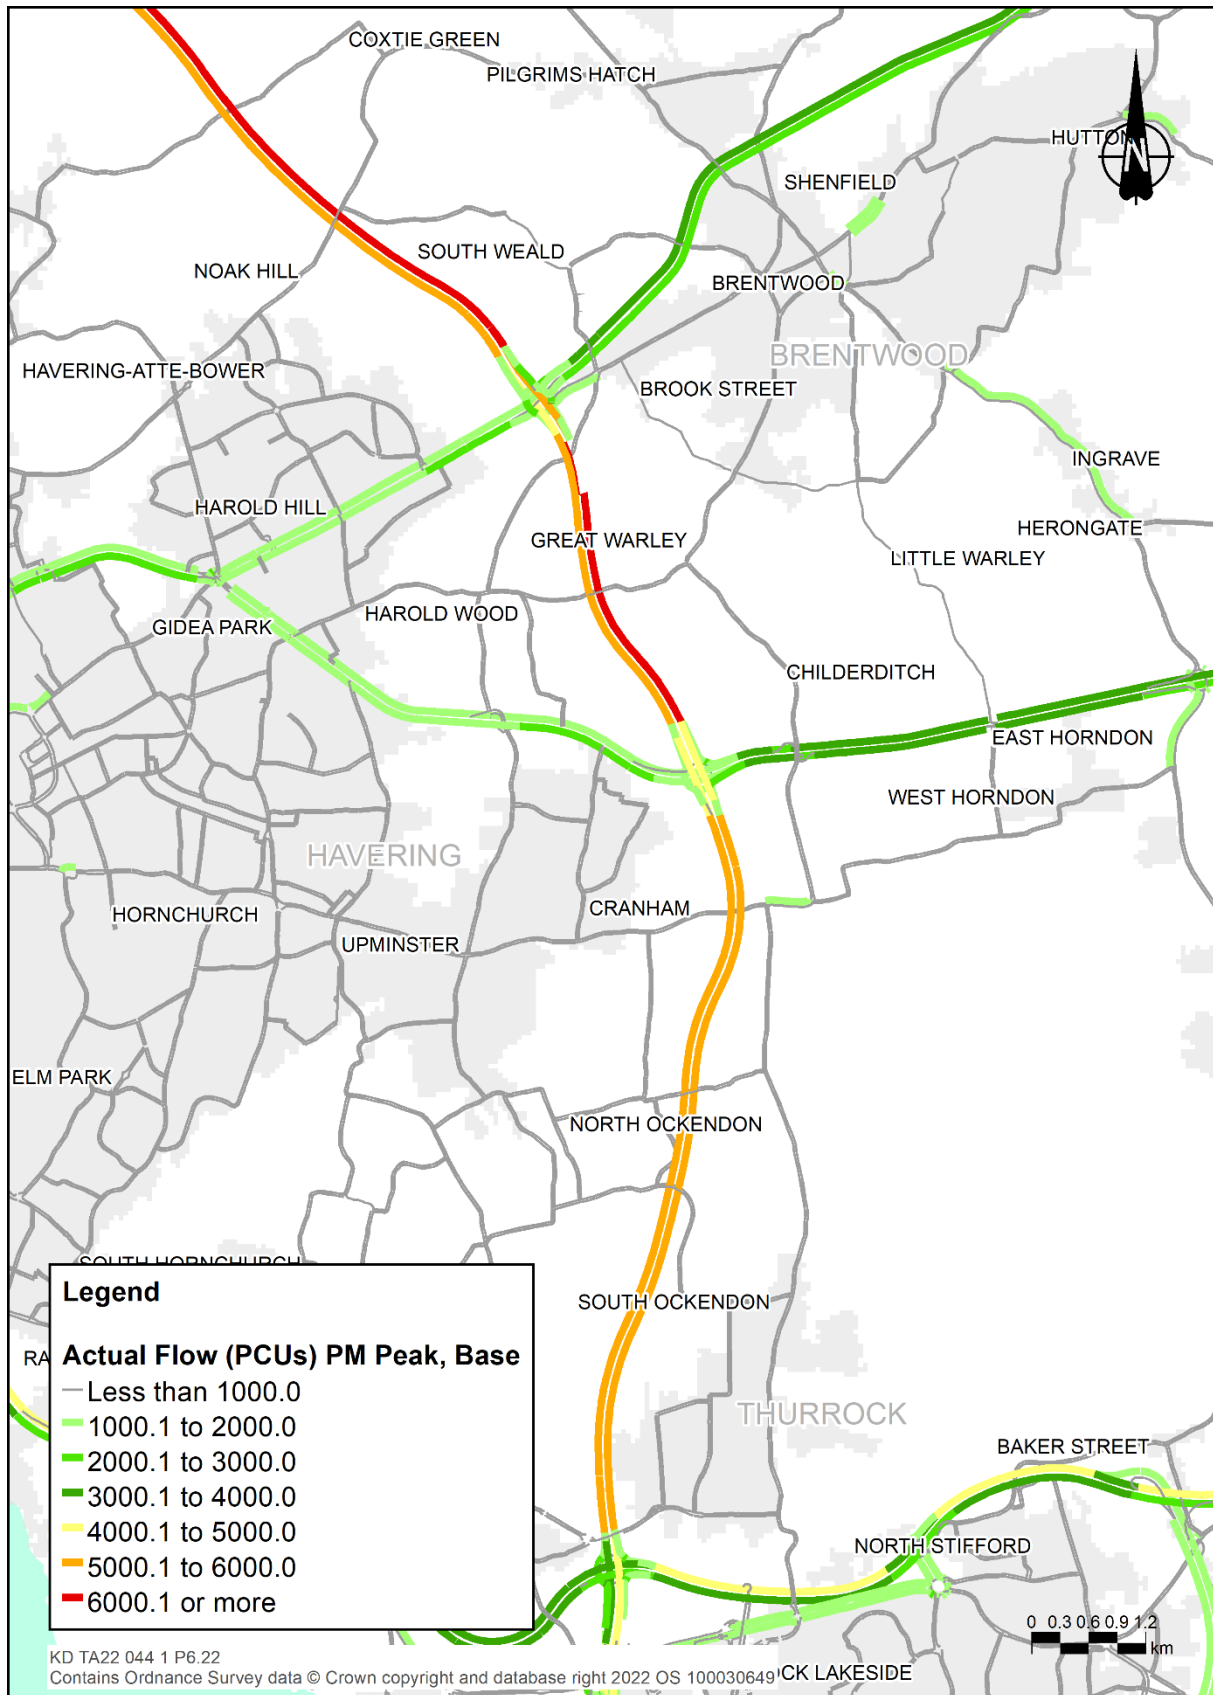 COXTIE GREEN
PILGRIMS HATCH
HUTTON
N
SHENFIELD
SOUTH WEALD
NOAK HILL
BRENTWOOD
BRENTWOOD
HAVERING-ATTE-BOWER
BROOK STREET
INGRAVE
HAROLD HILL
HERONGATE
GREAT WARLEY
LITTLE WARLEY
HAROLD WOOD
GIDEA PARK
CHILDERDITCH
EAST HORNDON
WEST HORNDON
HAVERING
CRANHAM
HORNCHURCH
UPMINSTER
ELM PARK
NORTH OCKENDON
SOUTH HORNCHURCH
SOUTH OCKENDON
THURROCK
BAKER STREET
NORTH STIFFORD
RA
Legend
Actual Flow (PCUs) PM Peak, Base
Less than 1000.0
1000.1 to 2000.0
2000.1 to 3000.0
3000.1 to 4000.0
4000.1 to 5000.0
5000.1 to 6000.0
6000.1 or more
0 0.3 0.6 0.9 1.2
km
KD TA22 044 1 P6.22
Contains Ordnance Survey data © Crown copyright and database right 2022 OS 100030649
OCK LAKESIDE